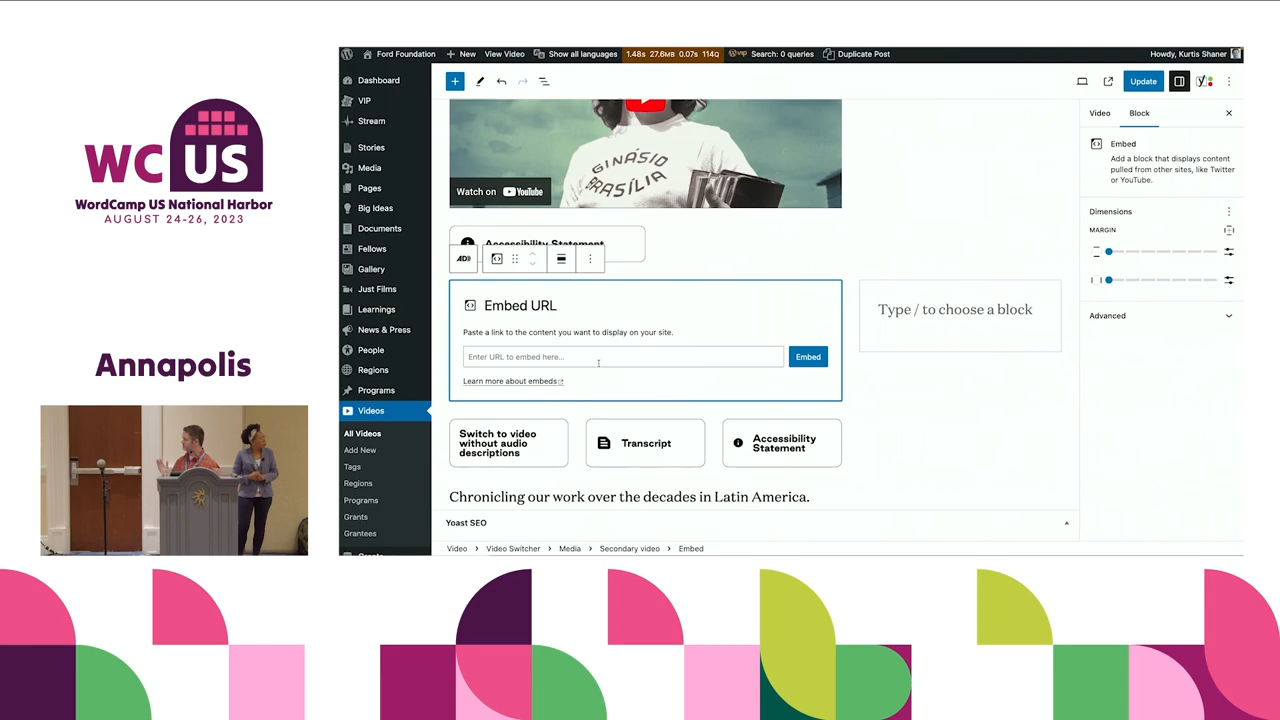 WC US
WordCamp US National Harbor
AUGUST 24-26, 2023
Annapolis
Ford Foundation
New
View Video
Show all languages
1.48s 27.6MB 0.07s 114Q
VIP
Search: 0 queries
Duplicate Post
Howdy, Kurtis Shaner
Dashboard
VIP
Stream
Stories
Media
Pages
Big Ideas
Documents
Fellows
Gallery
Just Films
Learnings
News & Press
People
Regions
Programs
Videos
All Videos
Add New
Tags
Regions
Programs
Grants
Grantees
Update
GINÁSIO
BRASÍLIA
Watch on YouTube
Accessibility Statement
AD
Embed URL
Paste a link to the content you want to display on your site.
Enter URL to embed here...
Embed
Learn more about embeds
Type / to choose a block
Switch to video
without audio
descriptions
Transcript
Accessibility
Statement
Chronicling our work over the decades in Latin America.
Yoast SEO
Video > Video Switcher > Media > Secondary video > Embed
Video
Block
Embed
Add a block that displays content
pulled from other sites, like Twitter
or YouTube.
Dimensions
MARGIN
Advanced